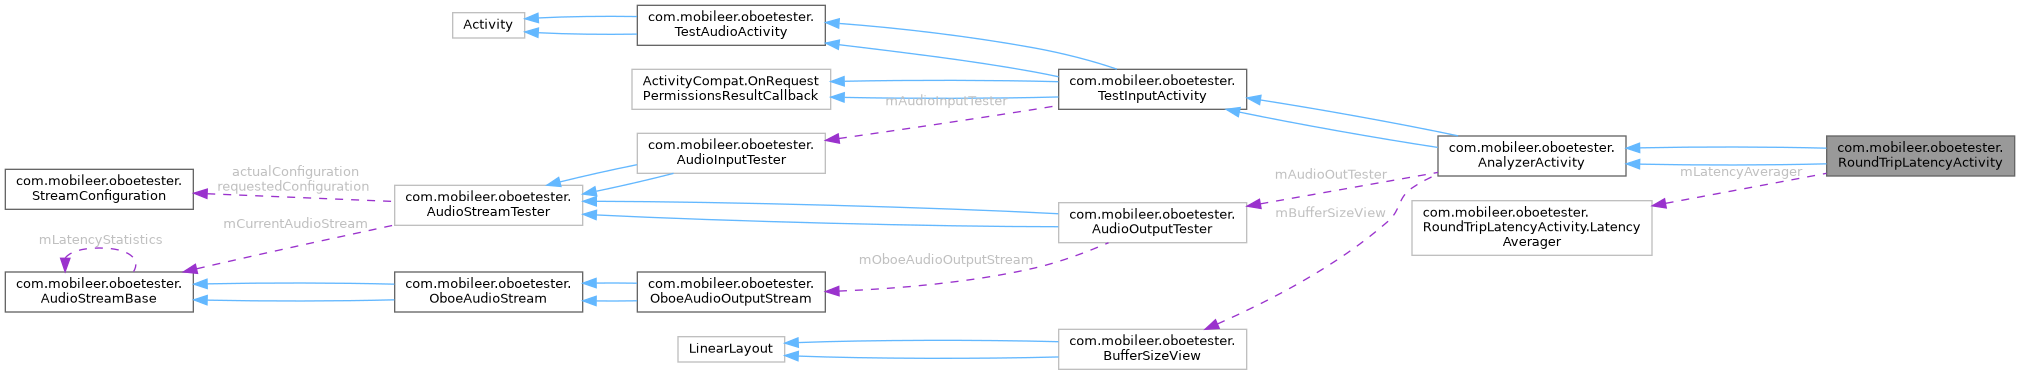 Activity
com.mobileer.oboetester.
TestAudioActivity
ActivityCompat.OnRequest
PermissionsResultCallback
com.mobileer.oboetester.
TestInputActivity
mAudioInputTester
com.mobileer.oboetester.
AudioInputTester
com.mobileer.oboetester.
AnalyzerActivity
com.mobileer.oboetester.
RoundTripLatencyActivity
mLatencyAverager
com.mobileer.oboetester.
StreamConfiguration
actualConfiguration
requestedConfiguration
com.mobileer.oboetester.
AudioStreamTester
mAudioOutTester
mBufferSizeView
com.mobileer.oboetester.
AudioOutputTester
com.mobileer.oboetester.
RoundTripLatencyActivity.Latency
Averager
mCurrentAudioStream
mLatencyStatistics
com.mobileer.oboetester.
AudioStreamBase
com.mobileer.oboetester.
OboeAudioStream
com.mobileer.oboetester.
OboeAudioOutputStream
mOboeAudioOutputStream
LinearLayout
com.mobileer.oboetester.
BufferSizeView